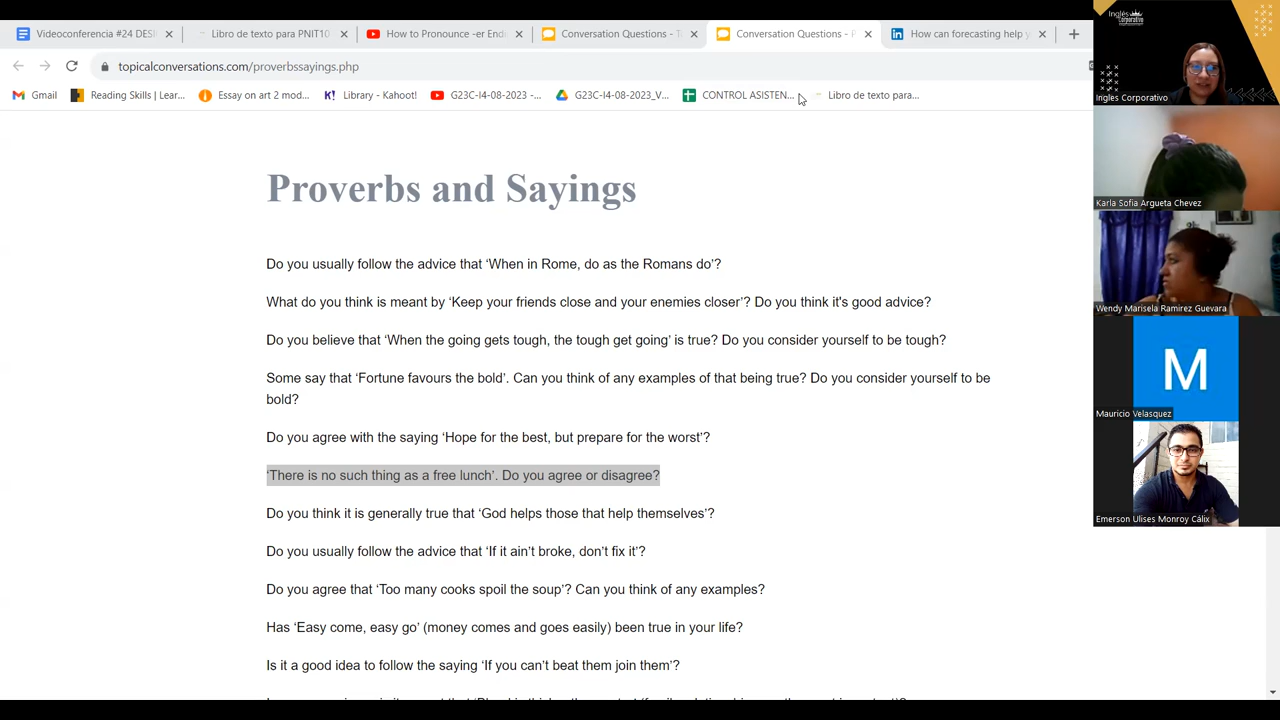 Videoconferencia #24 DESI
Libro de texto para PNIT10
How to Pronounce -er Endi
Conversation Questions - T
Conversation Questions - P
How can forecasting help y
topicalconversations.com/proverbssayings.php
Gmail
Reading Skills | Lear...
Essay on art 2 mod...
Library - Kaho
G23C-I4-08-2023 -...
G23C-I4-08-2023_V...
CONTROL ASISTEN...
Libro de texto para...
Proverbs and Sayings
Do you usually follow the advice that ‘When in Rome, do as the Romans do’?
What do you think is meant by ‘Keep your friends close and your enemies closer’? Do you think it's good advice?
Do you believe that ‘When the going gets tough, the tough get going’ is true? Do you consider yourself to be tough?
Some say that ‘Fortune favours the bold’. Can you think of any examples of that being true? Do you consider yourself to be
bold?
Do you agree with the saying ‘Hope for the best, but prepare for the worst’?
‘There is no such thing as a free lunch’. Do you agree or disagree?
Do you think it is generally true that ‘God helps those that help themselves’?
Do you usually follow the advice that ‘If it ain’t broke, don’t fix it’?
Do you agree that ‘Too many cooks spoil the soup’? Can you think of any examples?
Has ‘Easy come, easy go’ (money comes and goes easily) been true in your life?
Is it a good idea to follow the saying ‘If you can’t beat them join them’?
Inglés
Corporativo
Ingles Corporativo
Karla Sofia Argueta Chevez
Wendy Marisela Ramirez Guevara
M
Mauricio Velasquez
Emerson Ulises Monroy Cálix